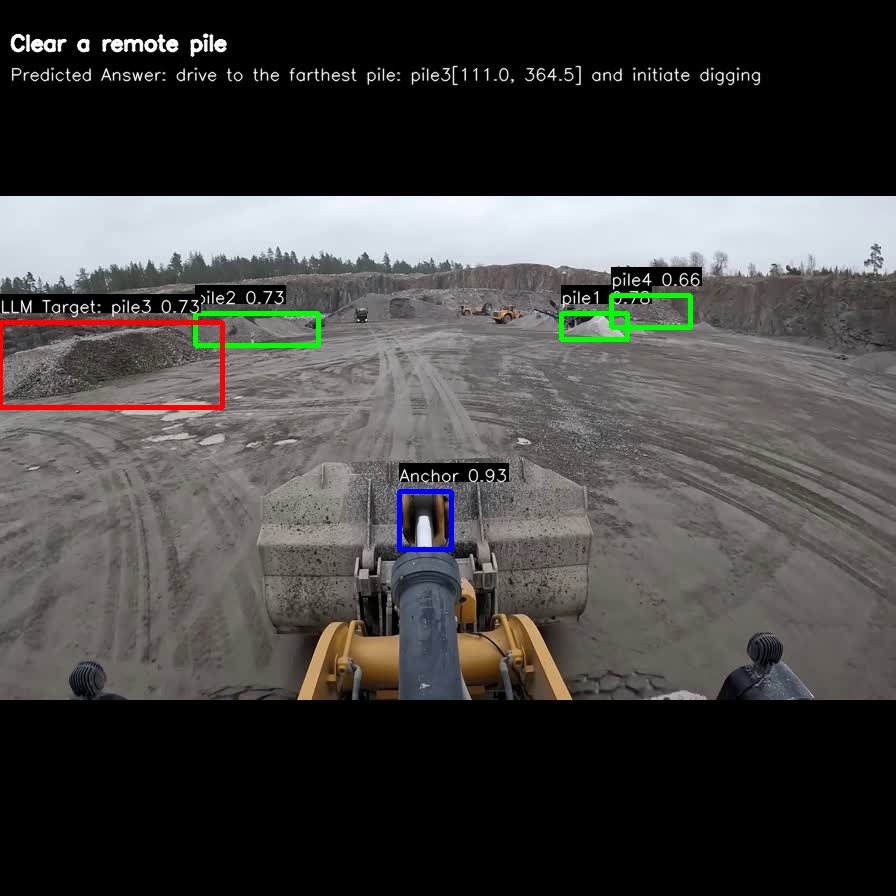 Clear a remote pile
Predicted Answer: drive to the farthest pile: pile3[111.0, 364.5] and initiate digging
pile4 0.66
LLM Target: pile3 0.73
pile2 0.73
pile1 0.78
Anchor 0.93